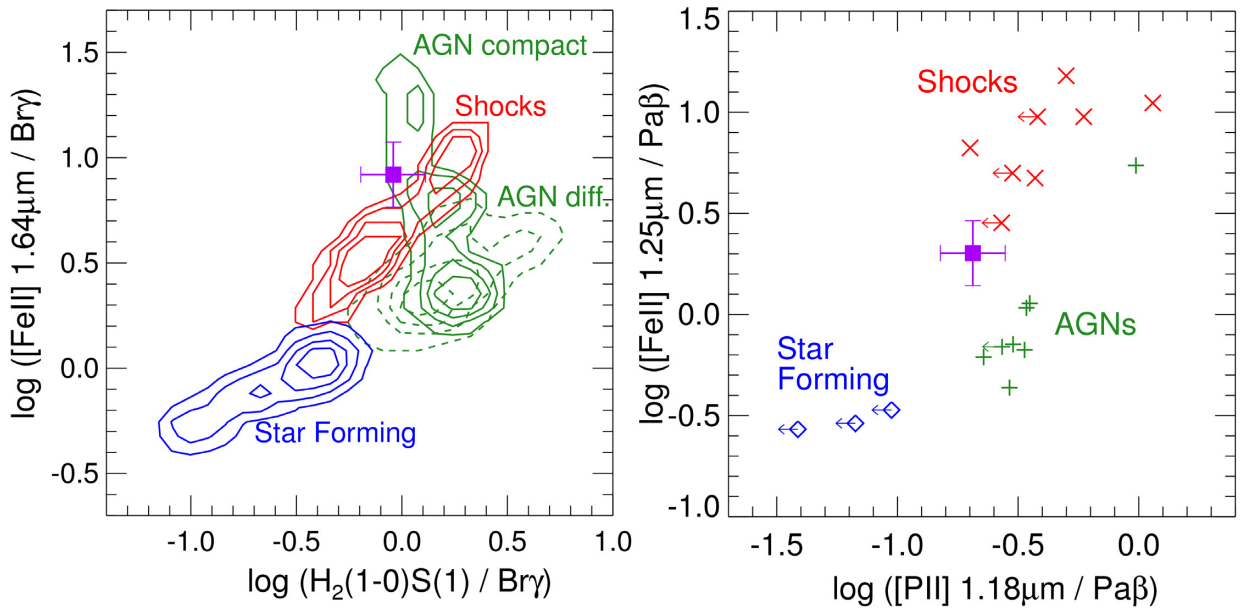 log ([FeII] 1.64μm / Brγ)
1.5
1.0
0.5
0.0
-0.5
AGN compact
Shocks
AGN diff.
Star Forming
-1.0 -0.5 0.0 0.5 1.0
log (H₂(1-0)S(1) / Brγ)
log ([FeII] 1.25μm / Paβ)
1.5
1.0
0.5
0.0
-0.5
-1.0
Shocks
AGNs
Star
Forming
-1.5 -1.0 -0.5 0.0
log ([PII] 1.18μm / Paβ)